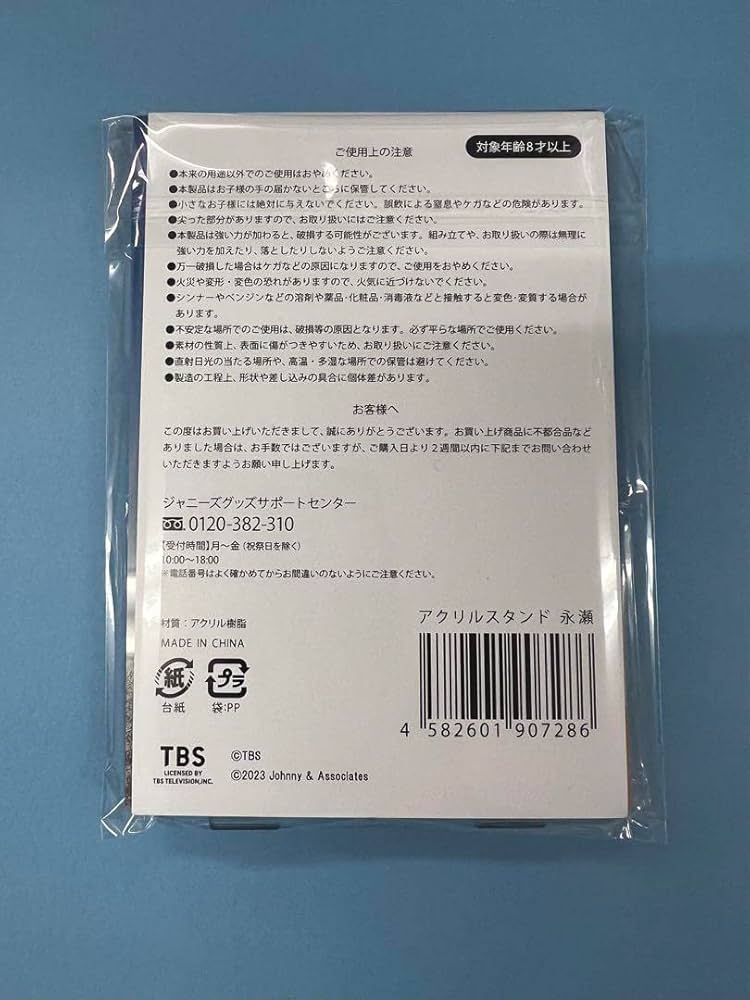 ご使用上の注意
対象年齢8才以上
●本来の用途以外でのご使用はおやめください。
●本製品はお子様の手の届かないところに保管してください。
●小さなお子様には絶対に与えないでください。誤飲による窒息やケガなどの危険があります。
●尖った部分がありますので、お取り扱いにはご注意ください。
●本製品は強い力が加わると、破損する可能性がございます。組み立てや、お取り扱いの際は無理に
強い力を加えたり、落としたりしないようご注意ください。
●万一破損した場合はケガなどの原因になりますので、ご使用をおやめください。
●火災や変形・変色の恐れがありますので、火気に近づけないでください。
●シンナーやベンジンなどの溶剤や薬品・化粧品・消毒液などと接触すると変色・変質する場合が
あります。
●不安定な場所でのご使用は、破損等の原因となります。必ず平らな場所でご使用ください。
●素材の性質上、表面に傷がつきやすいため、お取り扱いにご注意ください。
●直射日光の当たる場所や、高温・多湿な場所での保管は避けてください。
●製造の工程上、形状や差し込みの具合に個体差があります。
お客様へ
この度はお買い上げいただきまして、誠にありがとうございます。お買い上げ商品に不都合品など
ありました場合は、お手数ではございますが、ご購入日より2週間以内に下記までお問い合わせ
いただきますようお願い申し上げます。
ジャニーズグッズサポートセンター
0120-382-310
【受付時間】月〜金（祝祭日を除く）
10:00〜18:00
※電話番号はよく確かめてからお間違いのないようにご注意ください。
材質：アクリル樹脂
MADE IN CHINA
アクリルスタンド 永瀬
紙 プラ
台紙 袋:PP
4 582601 907286
TBS
LICENSED BY
TBS TELEVISION, INC.
©TBS
©2023 Johnny & Associates